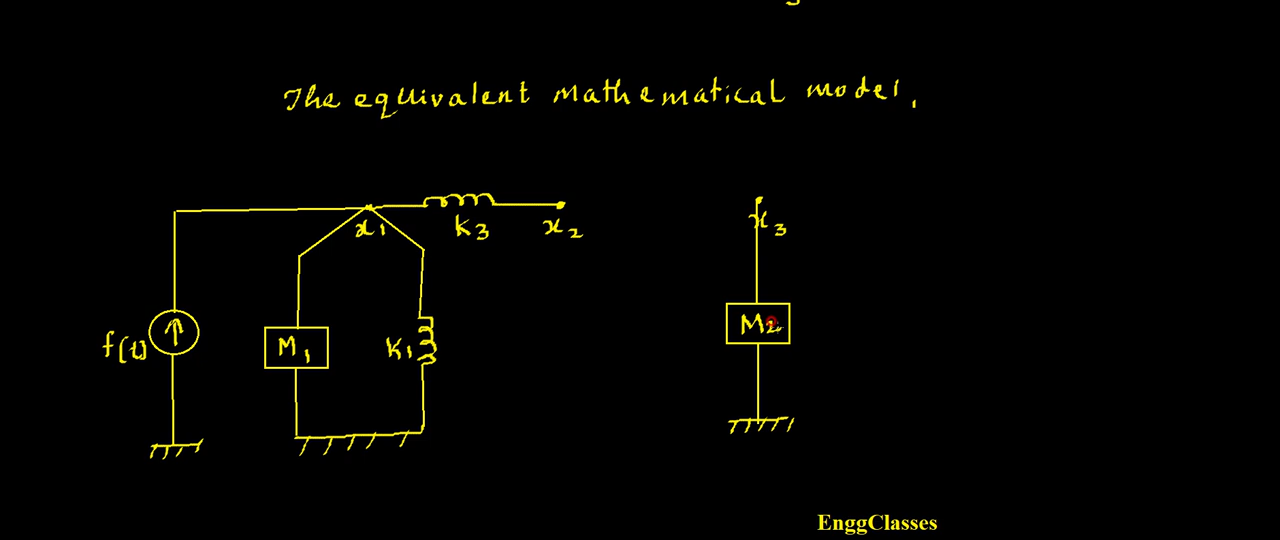 The equivalent mathematical model.
x1 K3 x2 x3
f(t) M1 K1 M2
EnggClasses